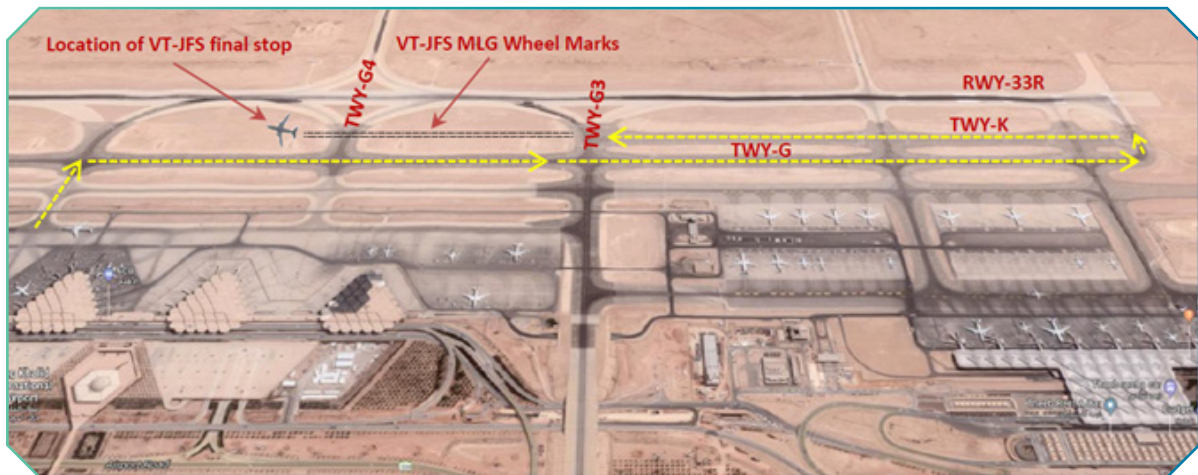 Location of VT-JFS final stop
VT-JFS MLG Wheel Marks
TWY-G4
TWY-G3
RWY-33R
TWY-K
TWY-G